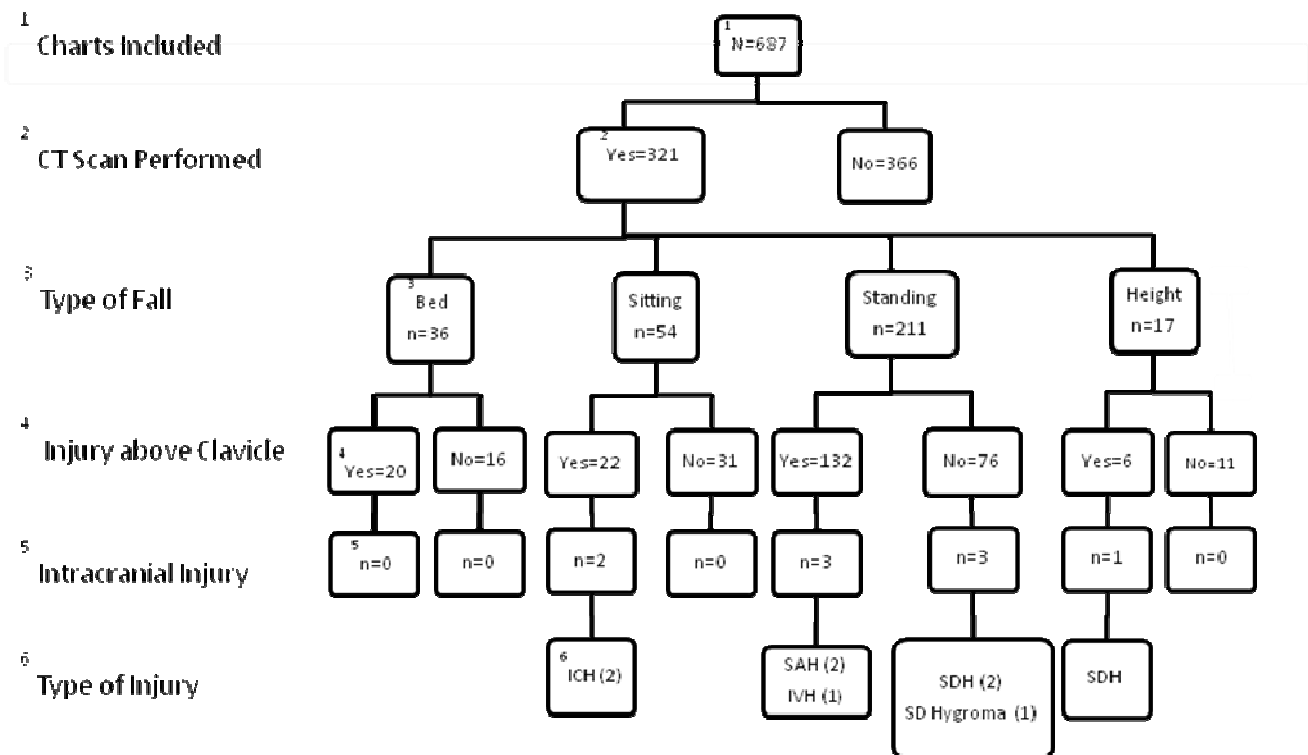 1
Charts Included
1
N=687
2
CT Scan Performed
2
Yes=321
No=366
3
Type of Fall
3
Bed
n=36
Sitting
n=54
Standing
n=211
Height
n=17
4
Injury above Clavicle
4
Yes=20
No=16
Yes=22
No=31
Yes=132
No=76
Yes=6
No=11
5
Intracranial Injury
5
n=0
n=0
n=2
n=0
n=3
n=3
n=1
n=0
6
Type of Injury
6
ICH (2)
SAH (2)
IVH (1)
SDH (2)
SD Hygroma (1)
SDH